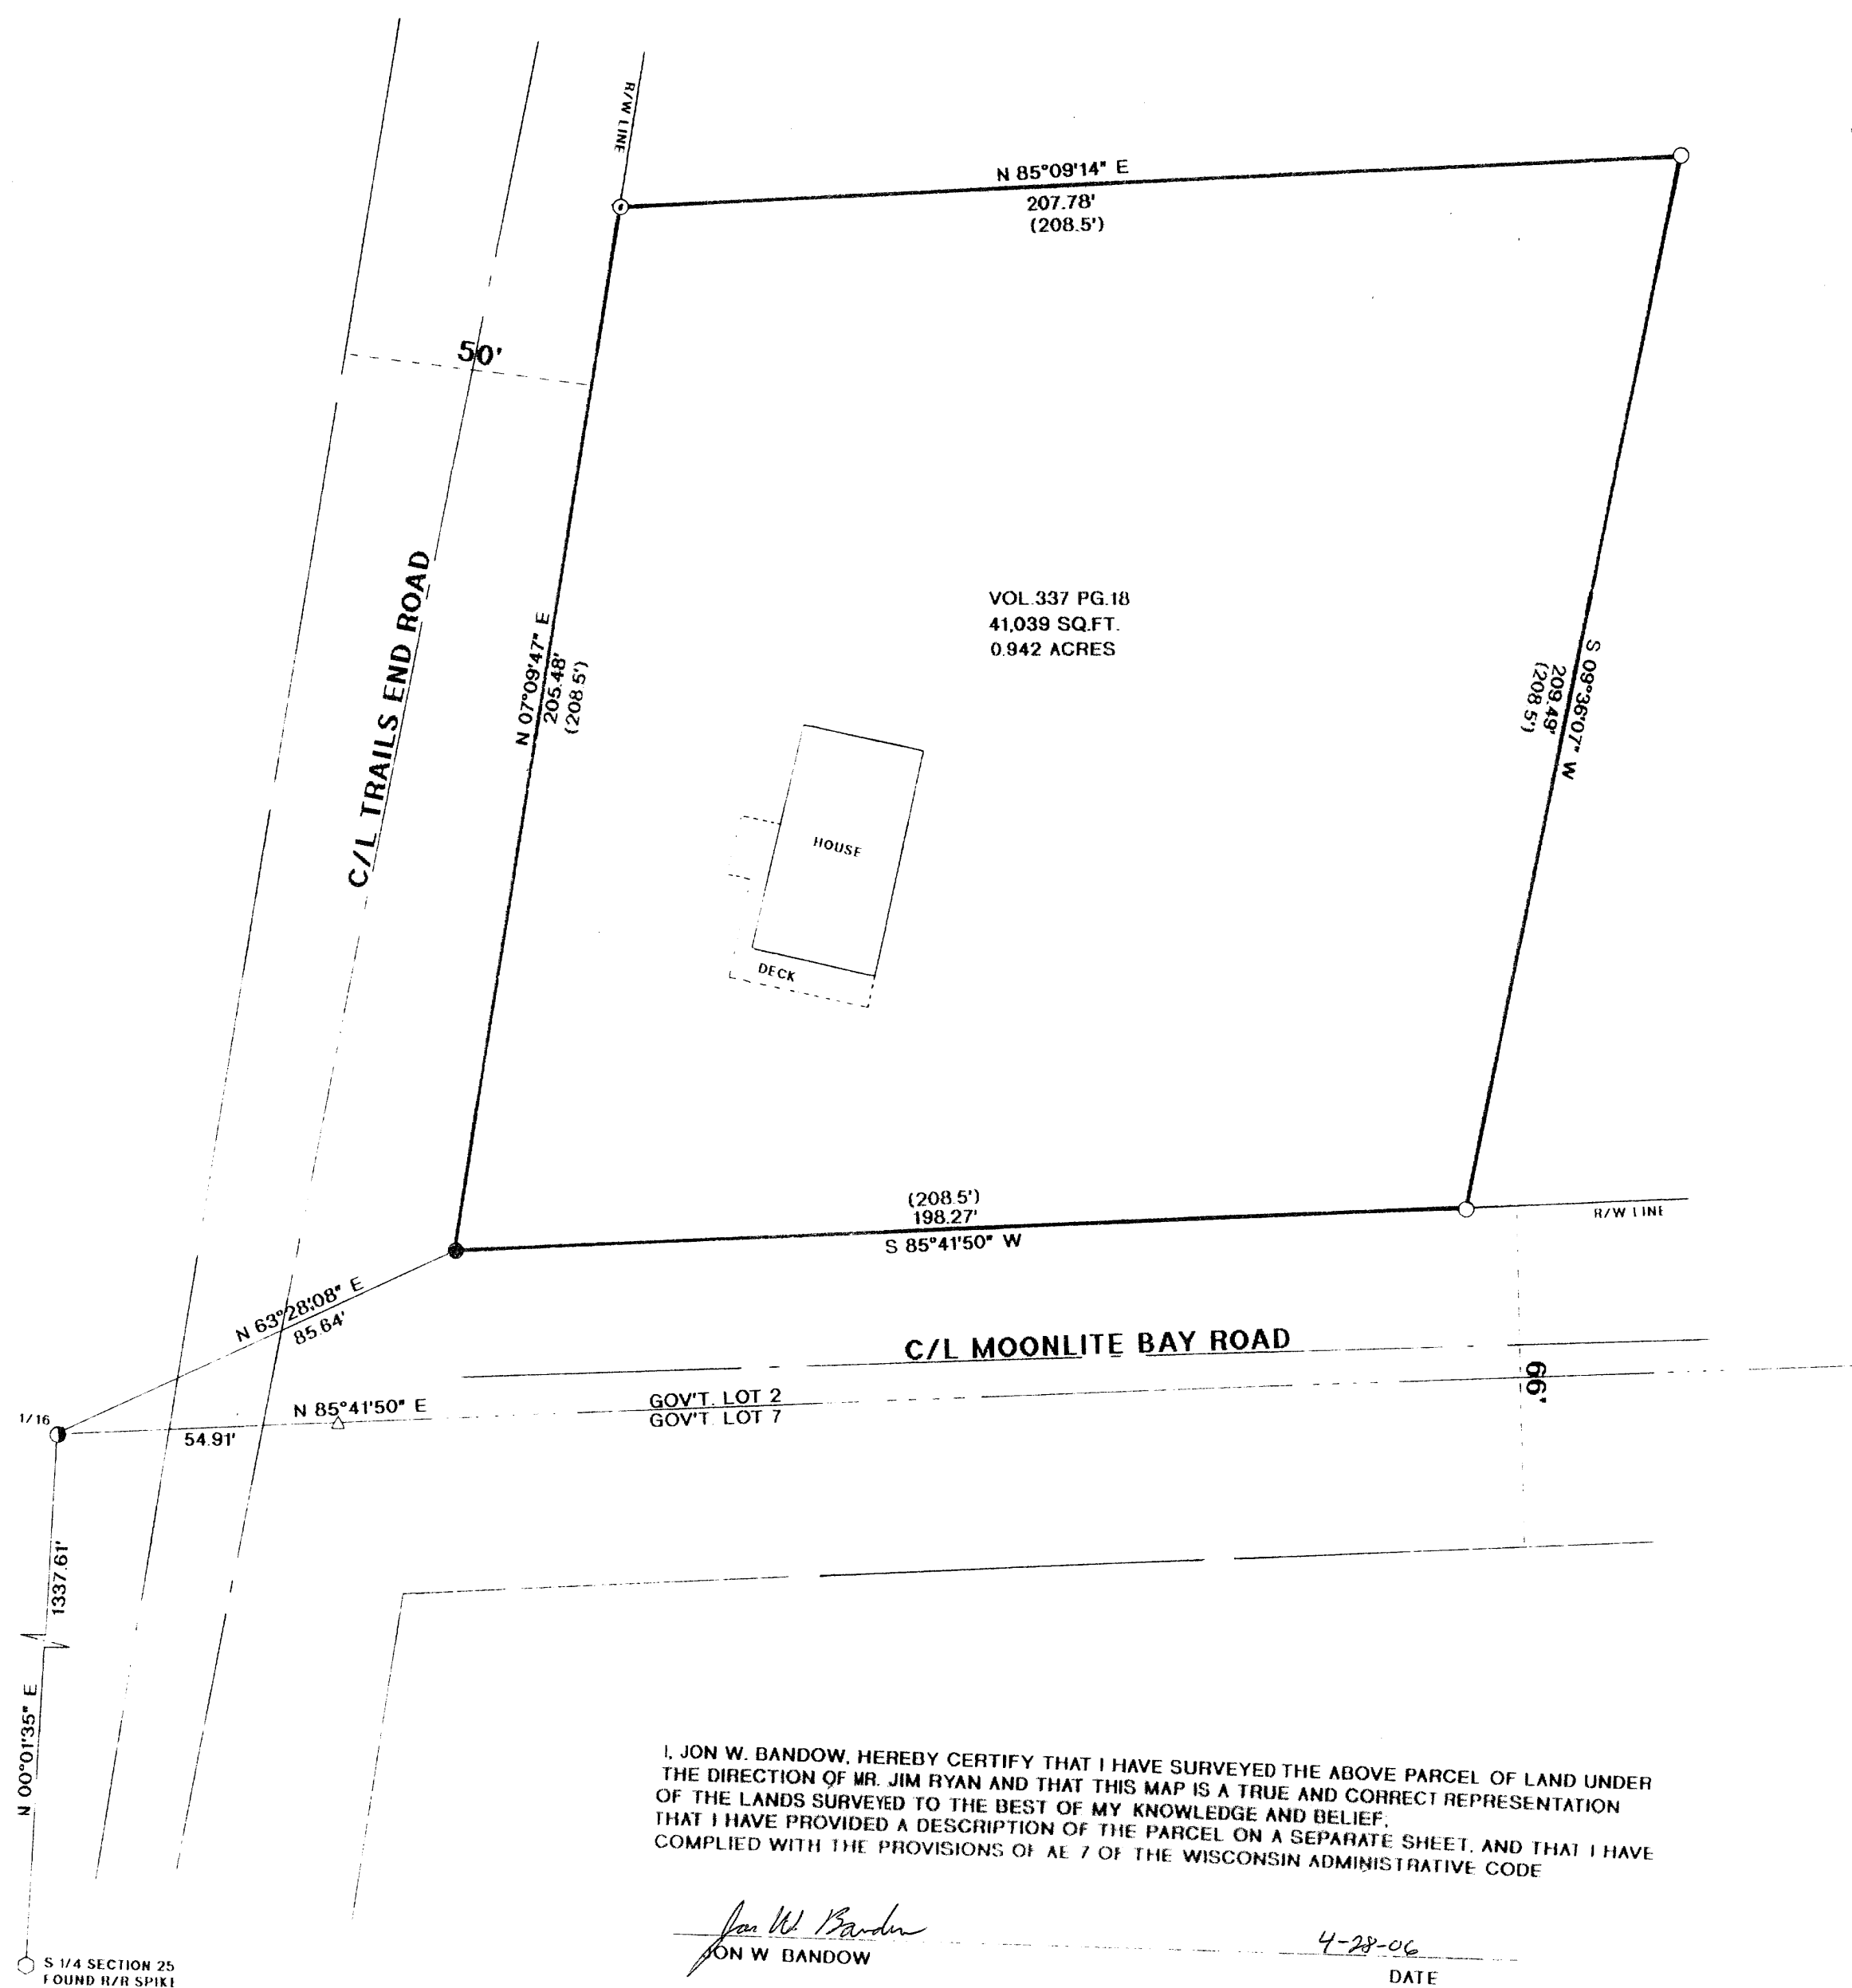 R/W LINE
N 85°09'14" E
207.78'
(208.5')
50'
C/L TRAILS END ROAD
N 07°09'47" E
205.48'
(208.5')
VOL.337 PG.18
41,039 SQ.FT.
0.942 ACRES
S 09°36'07" W
209.49'
(208.5')
HOUSE
DECK
(208.5')
198.27'
S 85°41'50" W
R/W LINE
N 63°28'08" E
85.64'
C/L MOONLITE BAY ROAD
66'
1/16
N 85°41'50" E
54.91'
GOV'T. LOT 2
GOV'T. LOT 7
1337.61'
N 00°01'35" E
I, JON W. BANDOW, HEREBY CERTIFY THAT I HAVE SURVEYED THE ABOVE PARCEL OF LAND UNDER
THE DIRECTION OF MR. JIM RYAN AND THAT THIS MAP IS A TRUE AND CORRECT REPRESENTATION
OF THE LANDS SURVEYED TO THE BEST OF MY KNOWLEDGE AND BELIEF;
THAT I HAVE PROVIDED A DESCRIPTION OF THE PARCEL ON A SEPARATE SHEET, AND THAT I HAVE
COMPLIED WITH THE PROVISIONS OF AE 7 OF THE WISCONSIN ADMINISTRATIVE CODE
Jon W. Bandow
JON W BANDOW
4-28-06
DATE
S 1/4 SECTION 25
FOUND R/R SPIKE